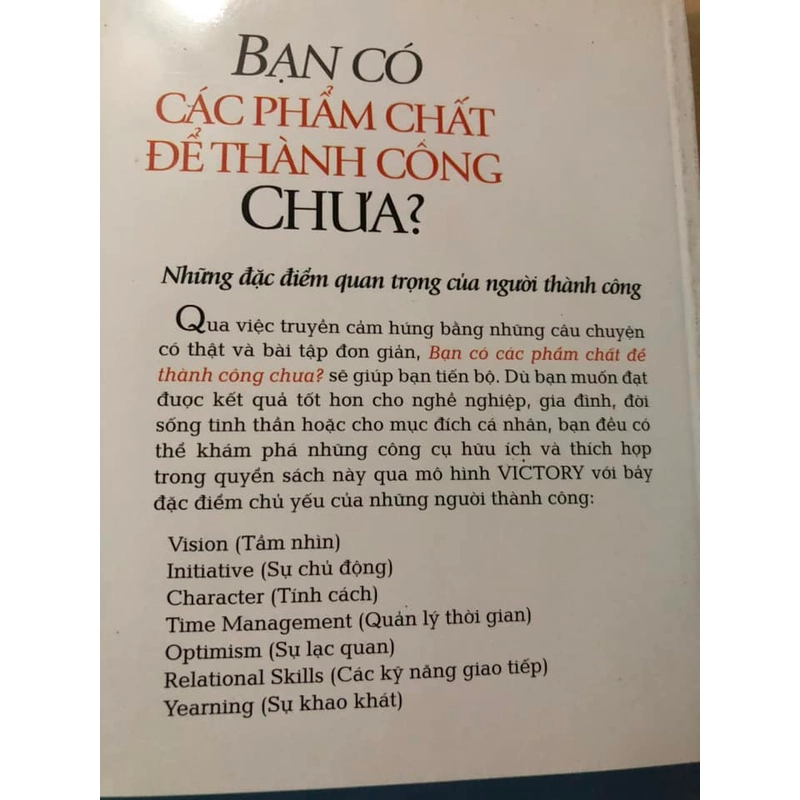 BẠN CÓ
CÁC PHẨM CHẤT
ĐỂ THÀNH CÔNG
CHƯA?
Những đặc điểm quan trọng của người thành công
Qua việc truyền cảm hứng bằng những câu chuyện
có thật và bài tập đơn giản, Bạn có các phẩm chất để
thành công chưa? sẽ giúp bạn tiến bộ. Dù bạn muốn đạt
được kết quả tốt hơn cho nghề nghiệp, gia đình, đời
sống tinh thần hoặc cho mục đích cá nhân, bạn đều có
thể khám phá những công cụ hữu ích và thích hợp
trong quyển sách này qua mô hình VICTORY với bảy
đặc điểm chủ yếu của những người thành công:
Vision (Tầm nhìn)
Initiative (Sự chủ động)
Character (Tính cách)
Time Management (Quản lý thời gian)
Optimism (Sự lạc quan)
Relational Skills (Các kỹ năng giao tiếp)
Yearning (Sự khao khát)